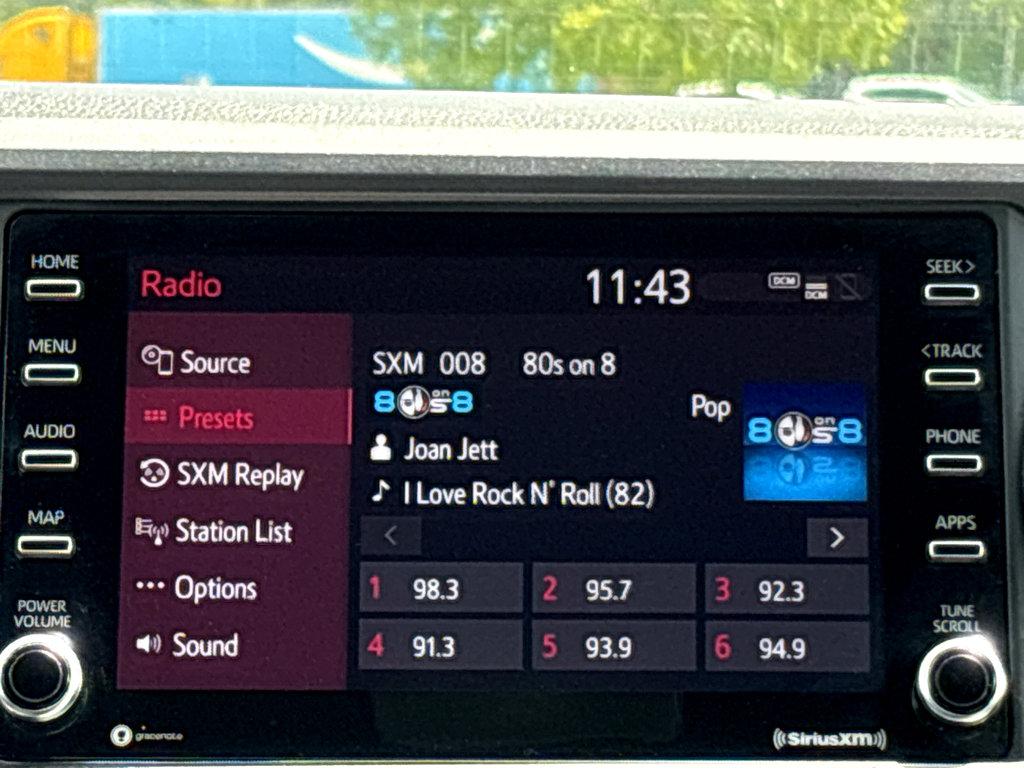 HOME
MENU
AUDIO
MAP
POWER
VOLUME
Radio
11:43
DCM
DCM
Source
Presets
SXM Replay
Station List
Options
Sound
SXM 008 80s on 8
8 on s 8
Joan Jett
I Love Rock N' Roll (82)
Pop
8 on s 8
< >
1 98.3
2 95.7
3 92.3
4 91.3
5 93.9
6 94.9
SEEK>
<TRACK
PHONE
APPS
TUNE
SCROLL
gracenote
((SiriusXM))